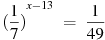 (1/7)^{x-13} = 1/49